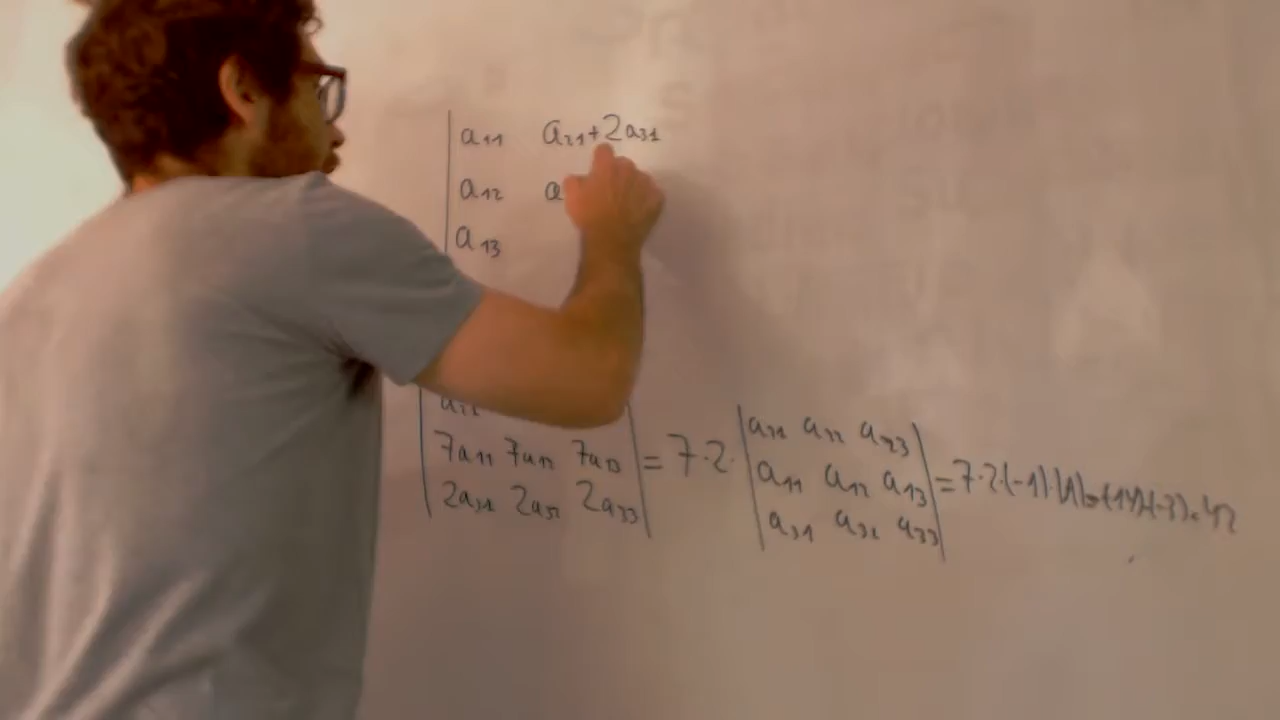 a₁₁ a₂₁+2a₃₁
a₁₂ a
a₁₃
7a₁₁ 7a₁₂ 7a₁₃ = 7·2· | a₂₁ a₂₂ a₂₃ |
2a₃₁ 2a₃₂ 2a₃₃ | a₁₁ a₁₂ a₁₃ | = 7·2·(-1)·|A| = (-14)·(-3) = 42
a₃₁ a₃₂ a₃₃